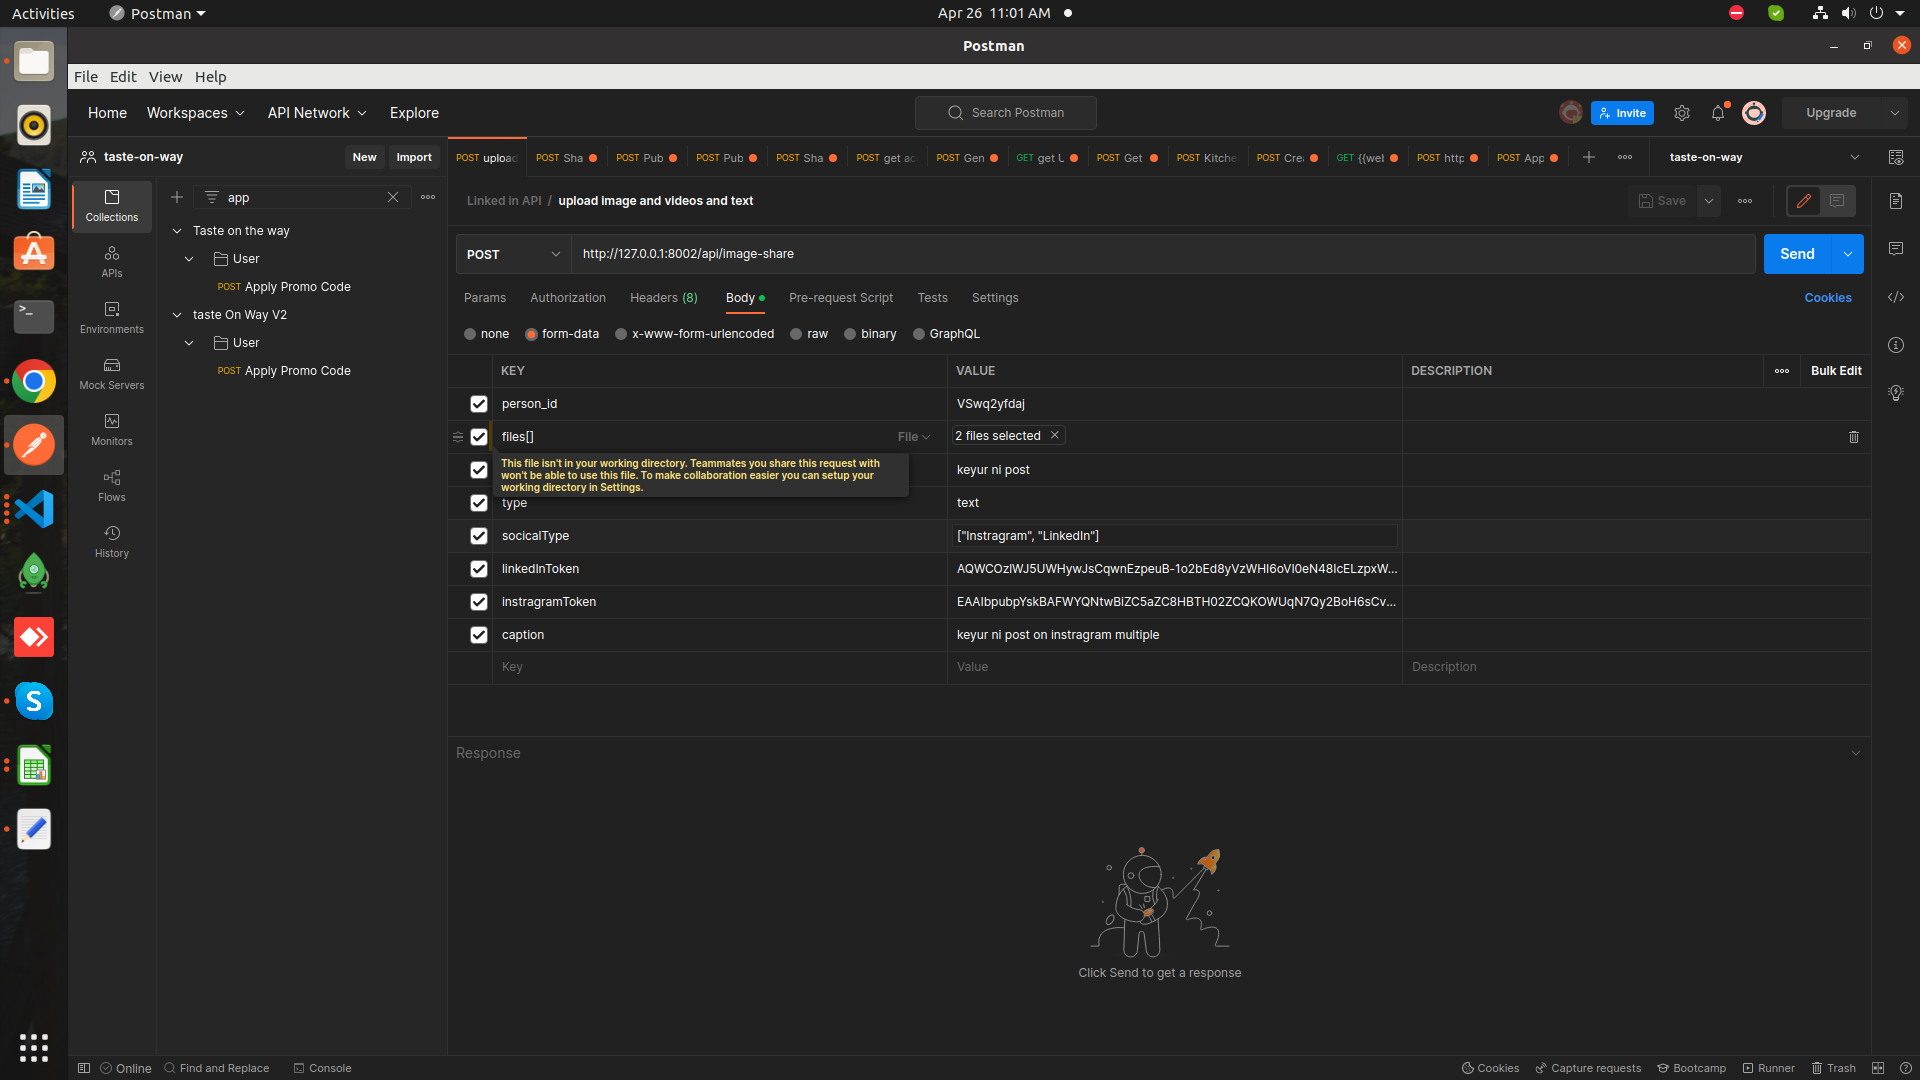 Activities
Postman
Apr 26 11:01 AM
Postman
File Edit View Help
Home Workspaces API Network Explore
Search Postman
Invite
Upgrade
taste-on-way
New Import
POST upload
POST Sha
POST Pub
POST Pub
POST Sha
POST get ac
POST Gen
GET get U
POST Get
POST Kitche
POST Cre
GET {{wel
POST http
POST App
taste-on-way
Collections
APIs
Environments
Mock Servers
Monitors
Flows
History
app
Taste on the way
User
POST Apply Promo Code
taste On Way V2
User
POST Apply Promo Code
Linked In API / upload image and videos and text
Save
POST http://127.0.0.1:8002/api/image-share
Send
Params Authorization Headers (8) Body Pre-request Script Tests Settings Cookies
none form-data x-www-form-urlencoded raw binary GraphQL
KEY VALUE DESCRIPTION Bulk Edit
person_id VSwq2yfdaj
files[] File 2 files selected
This file isn't in your working directory. Teammates you share this request with
won't be able to use this file. To make collaboration easier you can setup your
working directory in Settings.
keyur ni post
type text
socicalType ["Instragram", "LinkedIn"]
linkedInToken AQWCOzlWJ5UWHywJsCqwnEzpeuB-1o2bEd8yVzWHI6oVI0eN48IcELzpxW...
instragramToken EAAIbpubpYskBAFWYQNtwBiZC5aZC8HBTH02ZCQKOWUqN7Qy2BoH6sCv...
caption keyur ni post on instragram multiple
Key Value Description
Response
Click Send to get a response
Online Find and Replace Console
Cookies Capture requests Bootcamp Runner Trash